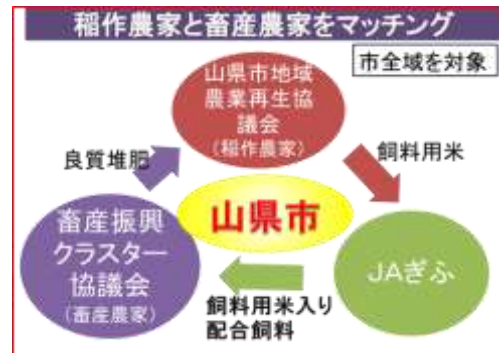 稲作農家と畜産農家をマッチング
市全域を対象
山県市地域
農業再生協
議会
(稲作農家)
良質堆肥
飼料用米
山県市
畜産振興
クラスター
協議会
(畜産農家)
JAぎふ
飼料用米入り
配合飼料